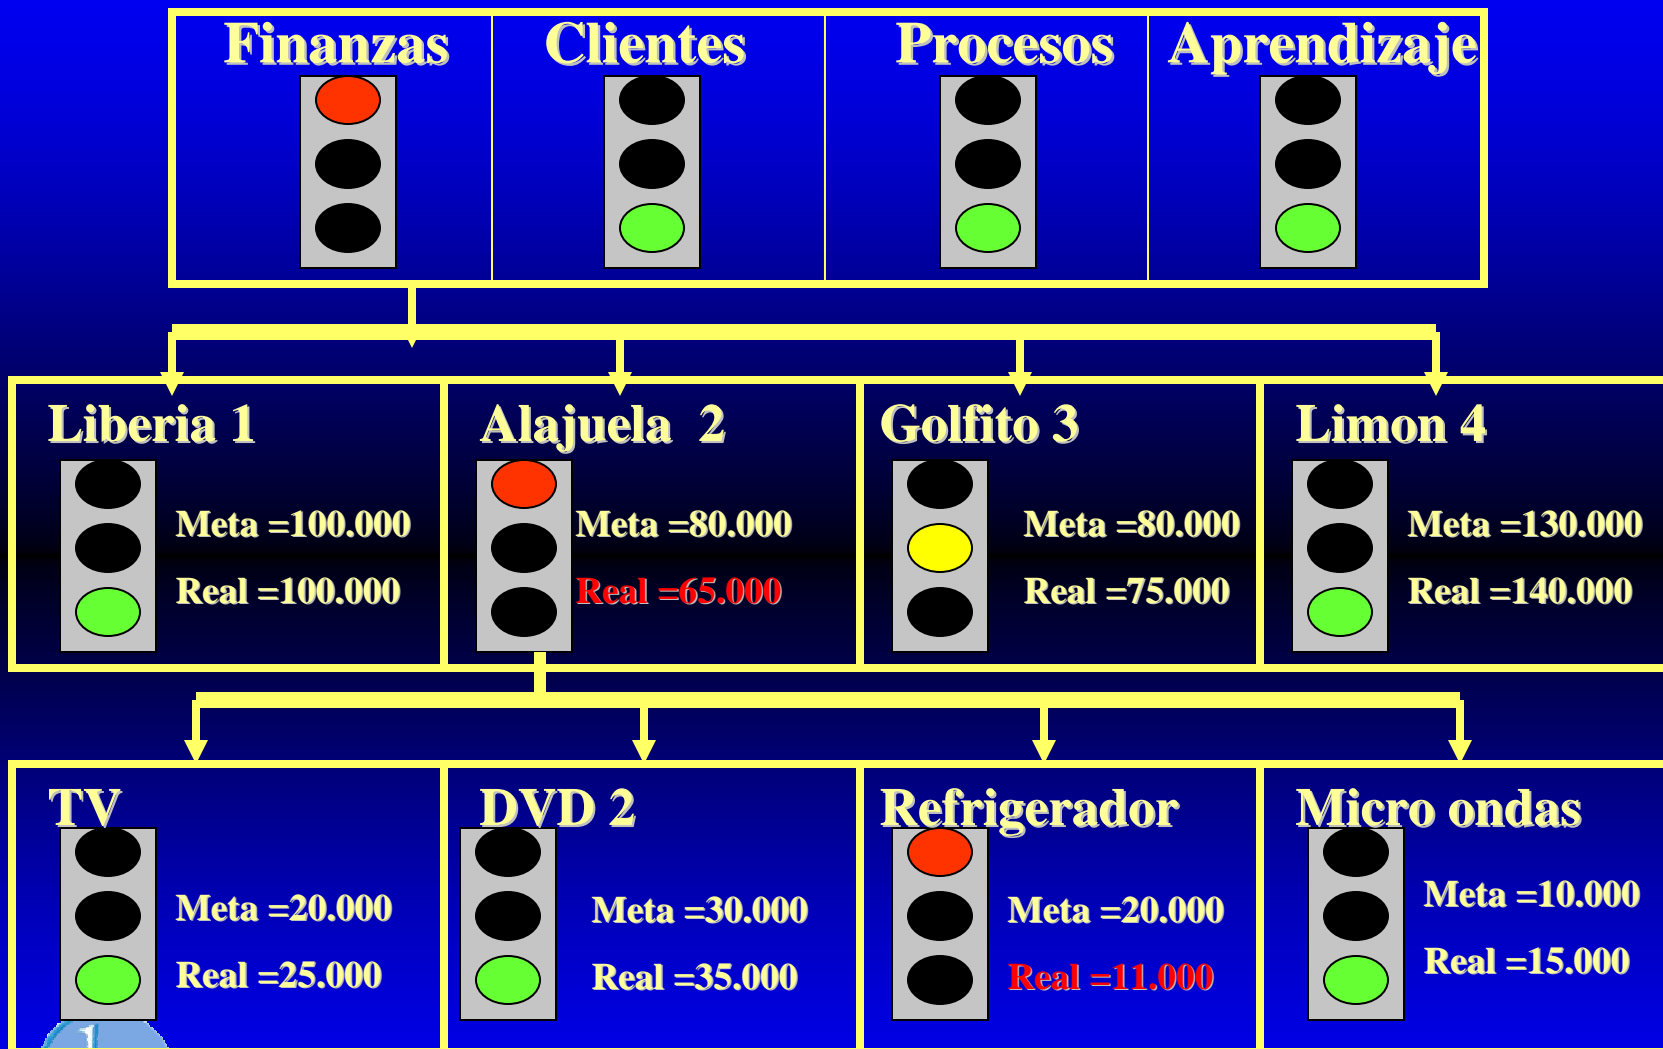 Finanzas
Clientes
Procesos
Aprendizaje
Liberia 1
Meta =100.000
Real =100.000
Alajuela 2
Meta =80.000
Real =65.000
Golfito 3
Meta =80.000
Real =75.000
Limon 4
Meta =130.000
Real =140.000
TV
Meta =20.000
Real =25.000
DVD 2
Meta =30.000
Real =35.000
Refrigerador
Meta =20.000
Real =11.000
Micro ondas
Meta =10.000
Real =15.000